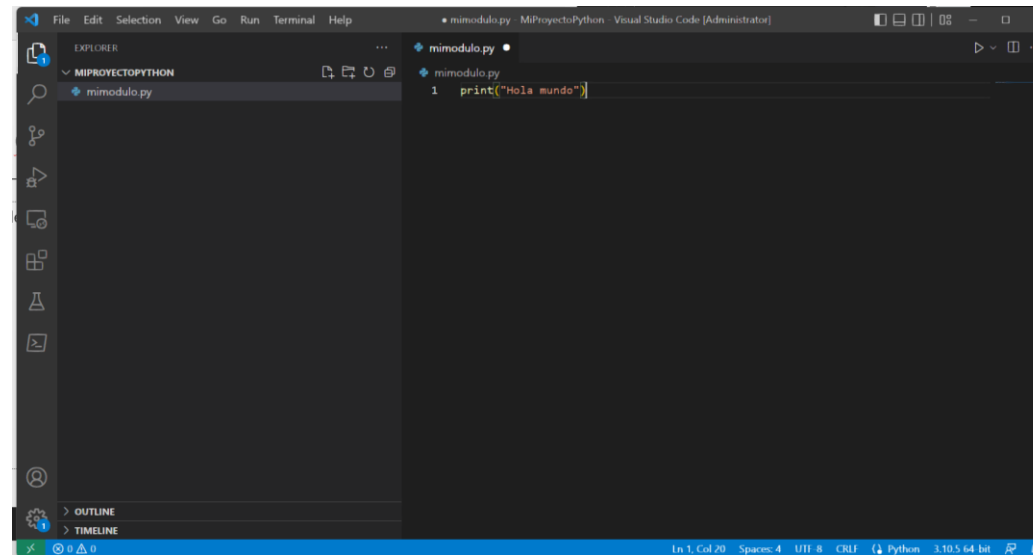 File Edit Selection View Go Run Terminal Help
● mimodulo.py - MiProyectoPython - Visual Studio Code [Administrator]
EXPLORER
MIPROYECTOPYTHON
mimodulo.py
OUTLINE
TIMELINE
mimodulo.py ●
mimodulo.py
1 print("Hola mundo")
1
1
0 0
Ln 1, Col 20 Spaces: 4 UTF-8 CRLF Python 3.10.5 64-bit